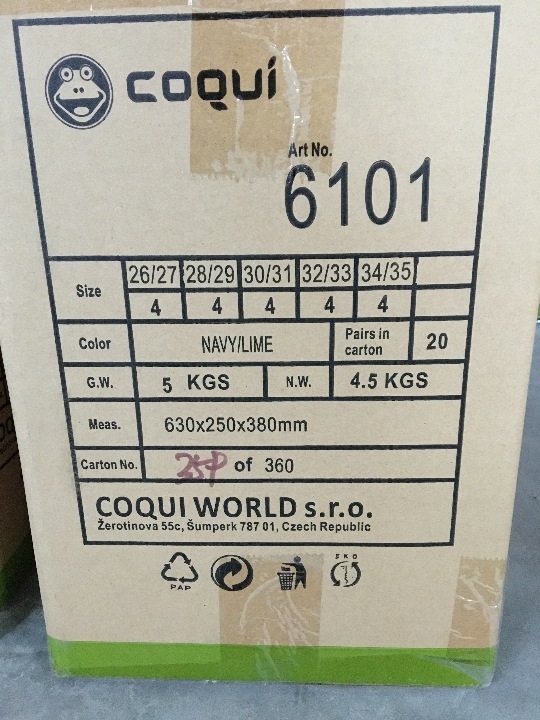 COQUÍ
Art No.
6101
Size 26/27 28/29 30/31 32/33 34/35
4 4 4 4 4
Color NAVY/LIME Pairs in carton 20
G.W. 5 KGS N.W. 4.5 KGS
Meas. 630x250x380mm
Carton No. of 360
COQUI WORLD s.r.o.
Žerotinova 55c, Šumperk 787 01, Czech Republic
PAP
EKO